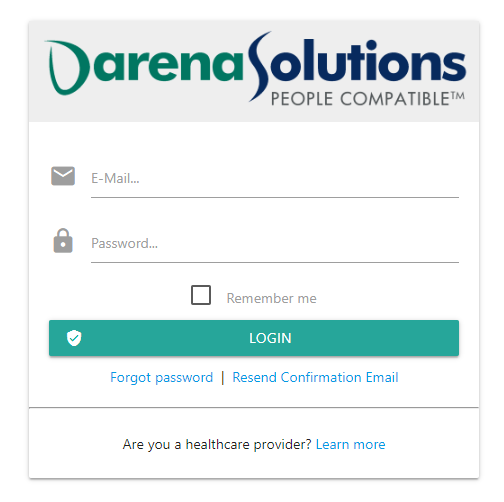 DarenaSolutions
PEOPLE COMPATIBLE™
E-Mail...
Password...
Remember me
LOGIN
Forgot password | Resend Confirmation Email
Are you a healthcare provider? Learn more